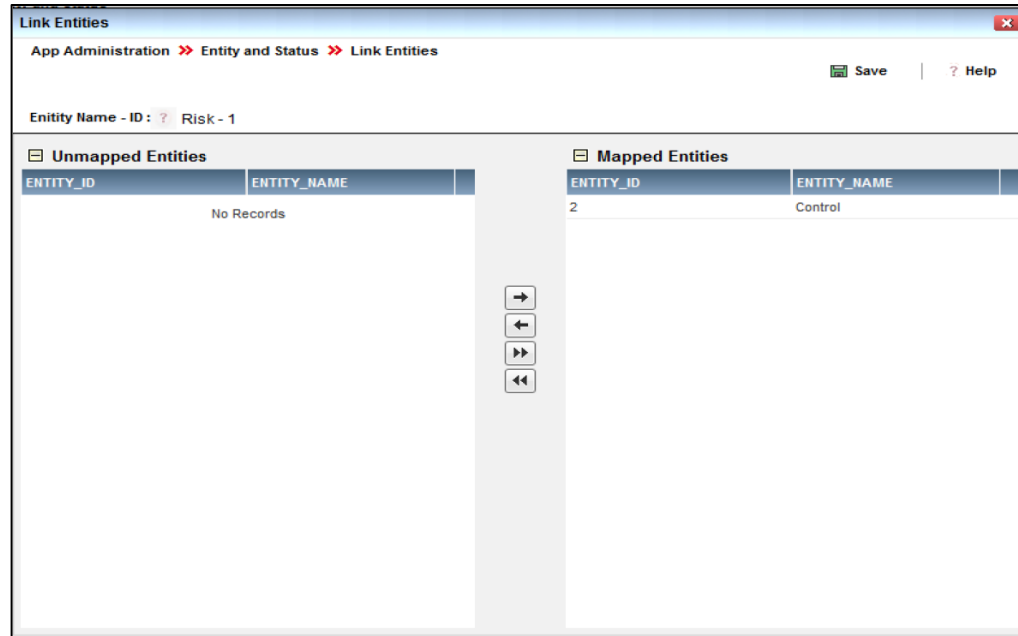 Link Entities
App Administration >> Entity and Status >> Link Entities
Save | ? Help
Enitity Name - ID : ? Risk - 1
Unmapped Entities
ENTITY_ID ENTITY_NAME
No Records
Mapped Entities
ENTITY_ID ENTITY_NAME
2 Control